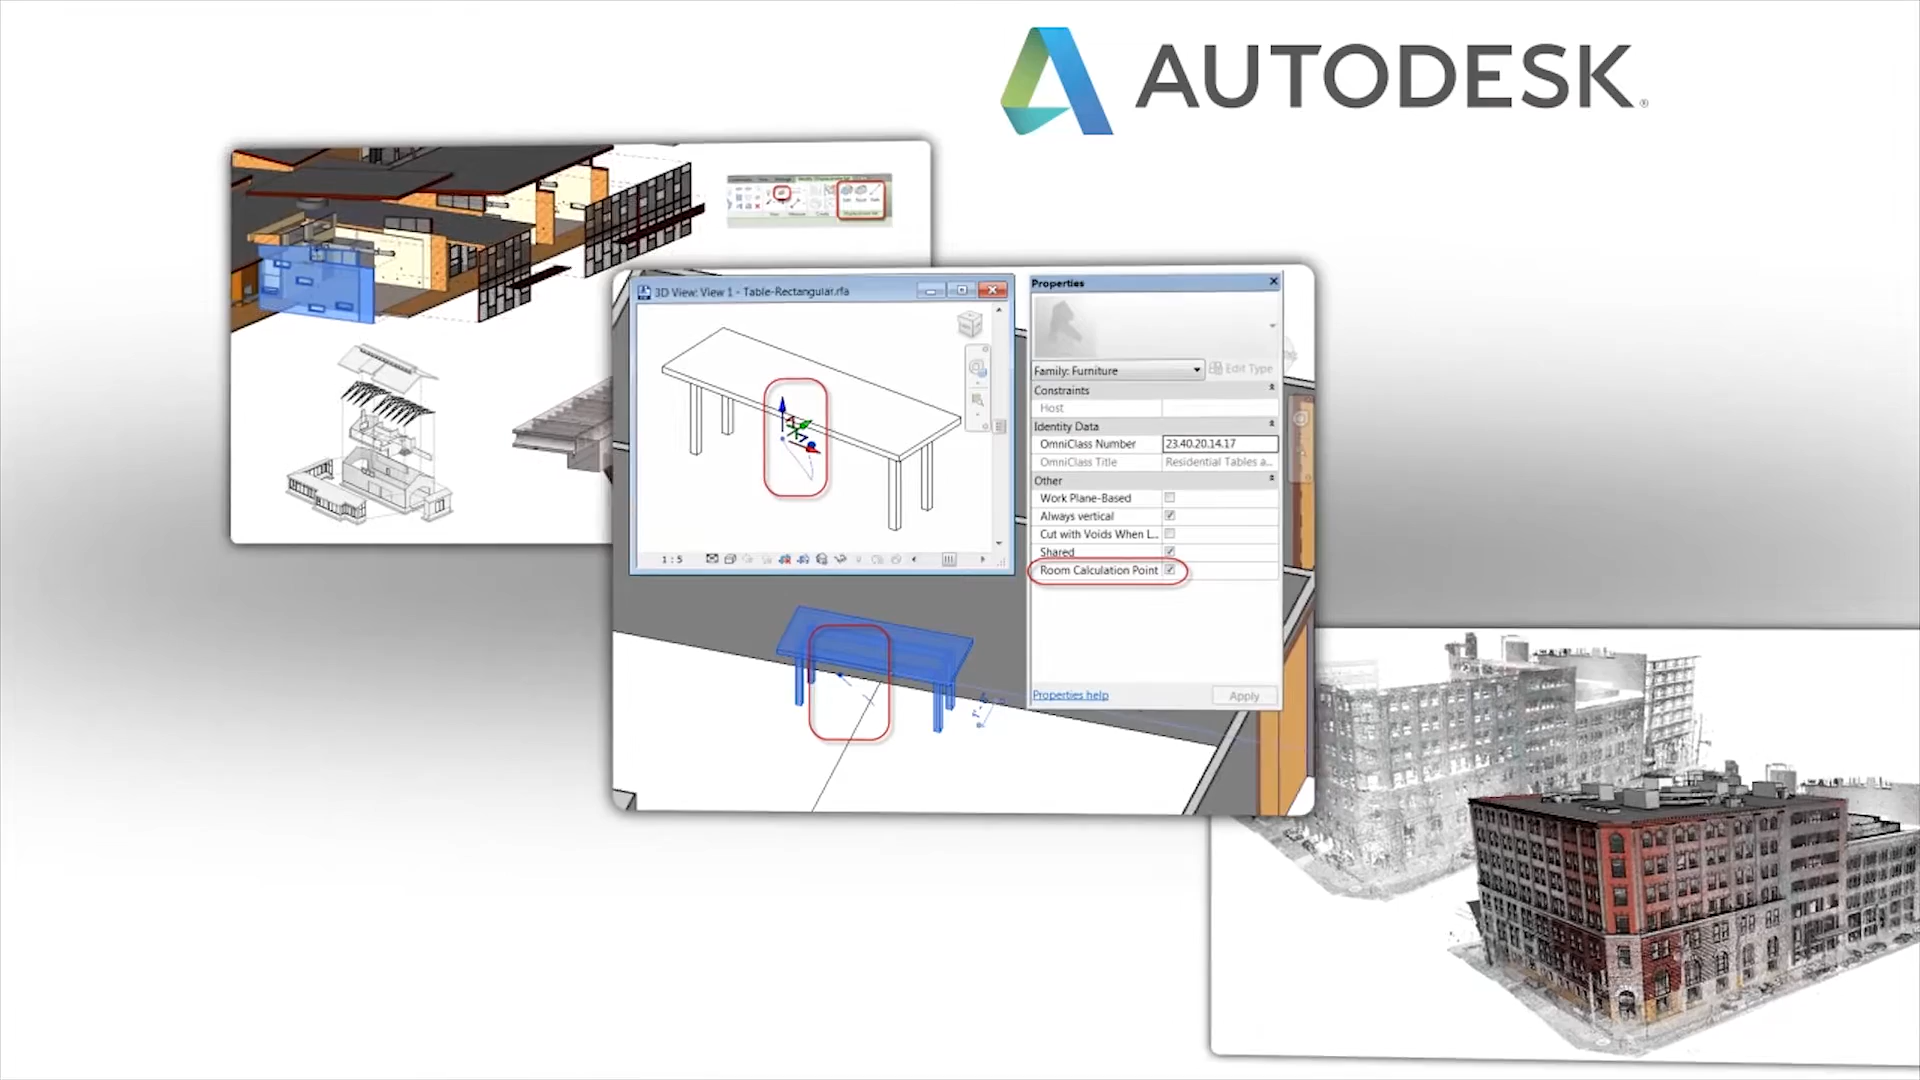 AUTODESK®
3D View: View 1 - Table-Rectangular.rfa
1 : 5
Properties
Family: Furniture
Edit Type
Constraints
Host
Identity Data
OmniClass Number 23.40.20.14.17
OmniClass Title Residential Tables a...
Other
Work Plane-Based
Always vertical
Cut with Voids When L...
Shared
Room Calculation Point
Properties help
Apply